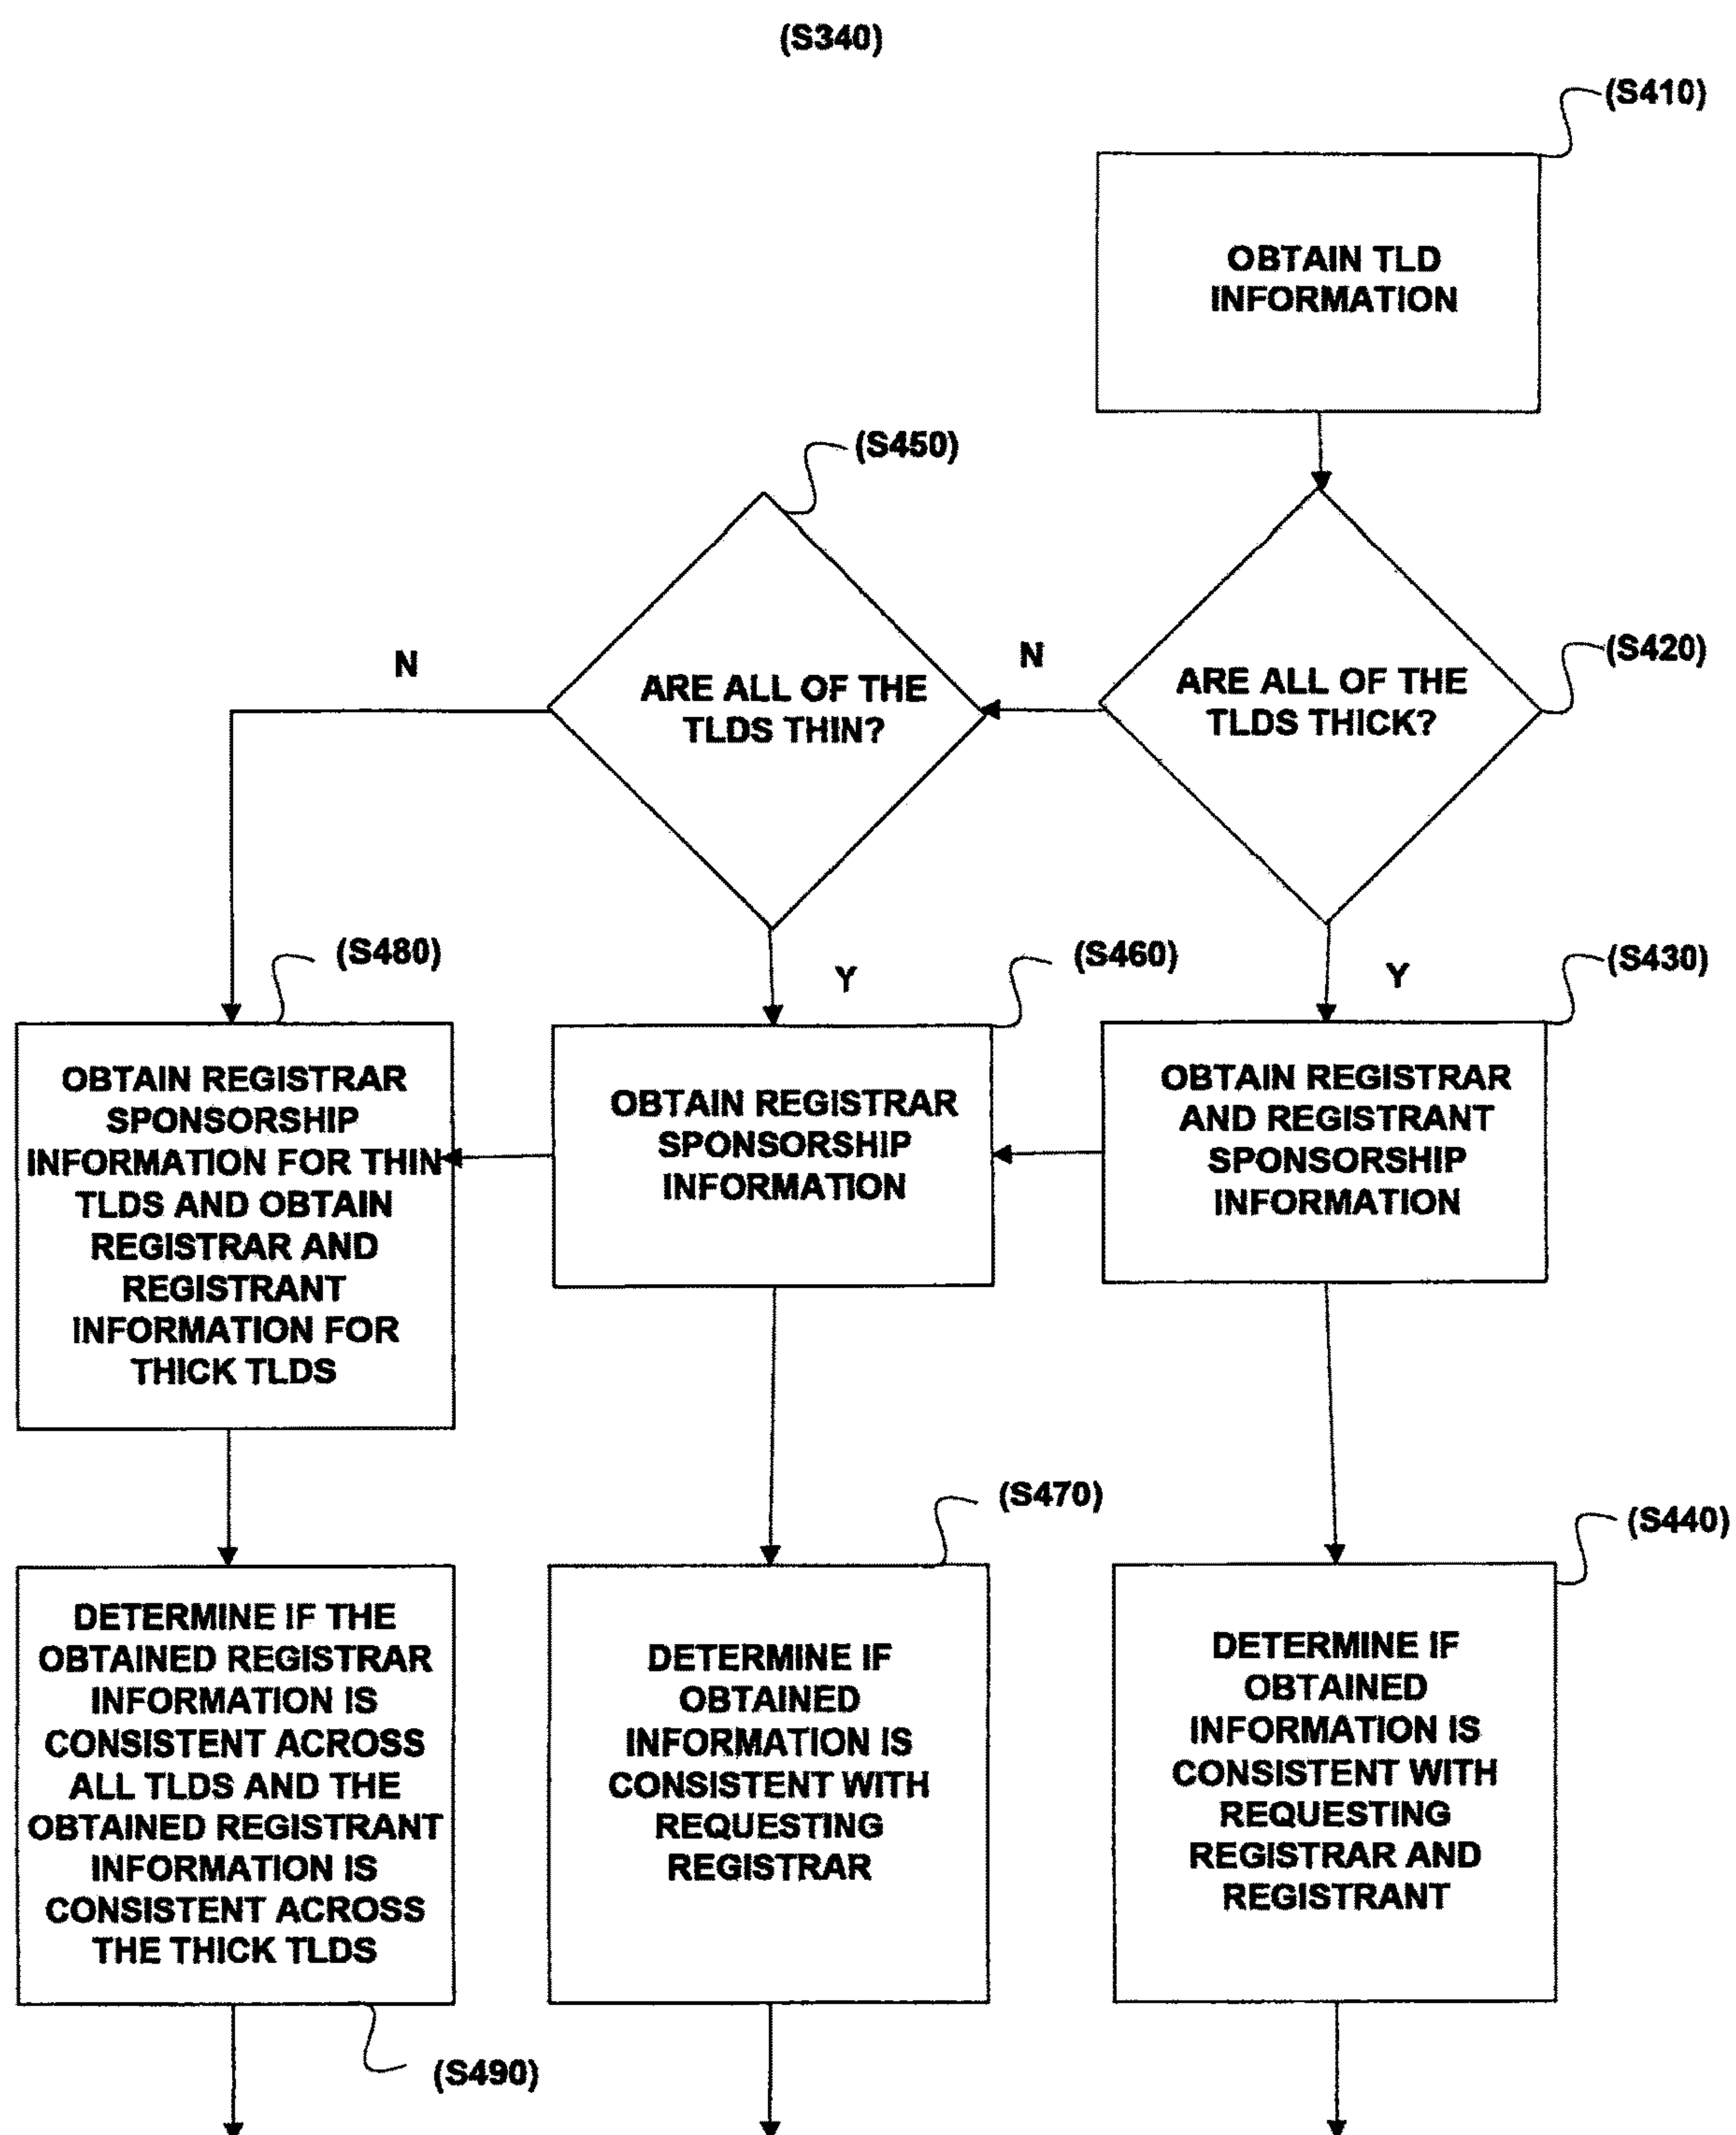 (S340)
(S410)
OBTAIN TLD
INFORMATION
(S450)
(S420)
N
N
ARE ALL OF THE
TLDS THIN?
ARE ALL OF THE
TLDS THICK?
(S480)
(S460)
(S430)
Y
Y
OBTAIN REGISTRAR
SPONSORSHIP
INFORMATION FOR THIN
TLDS AND OBTAIN
REGISTRAR AND
REGISTRANT
INFORMATION FOR
THICK TLDS
OBTAIN REGISTRAR
SPONSORSHIP
INFORMATION
OBTAIN REGISTRAR
AND REGISTRANT
SPONSORSHIP
INFORMATION
(S470)
(S440)
DETERMINE IF THE
OBTAINED REGISTRAR
INFORMATION IS
CONSISTENT ACROSS
ALL TLDS AND THE
OBTAINED REGISTRANT
INFORMATION IS
CONSISTENT ACROSS
THE THICK TLDS
DETERMINE IF
OBTAINED
INFORMATION IS
CONSISTENT WITH
REQUESTING
REGISTRAR
DETERMINE IF
OBTAINED
INFORMATION IS
CONSISTENT WITH
REQUESTING
REGISTRAR AND
REGISTRANT
(S490)